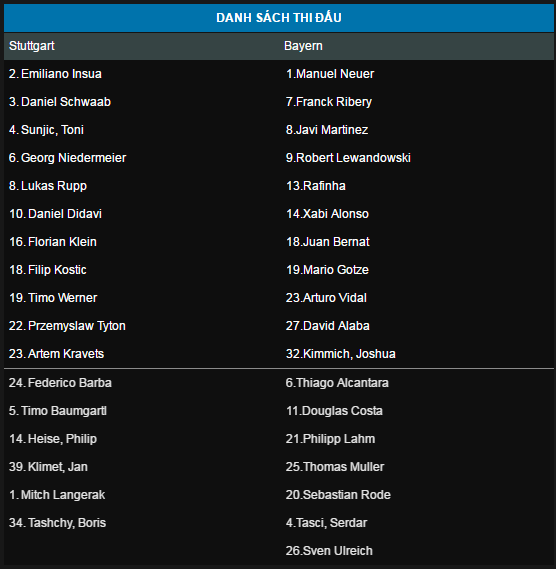 DANH SÁCH THI ĐẤU
Stuttgart Bayern
2. Emiliano Insua 1.Manuel Neuer
3. Daniel Schwaab 7.Franck Ribery
4. Sunjic, Toni 8.Javi Martinez
6. Georg Niedermeier 9.Robert Lewandowski
8. Lukas Rupp 13.Rafinha
10. Daniel Didavi 14.Xabi Alonso
16. Florian Klein 18.Juan Bernat
18. Filip Kostic 19.Mario Gotze
19. Timo Werner 23.Arturo Vidal
22. Przemyslaw Tyton 27.David Alaba
23. Artem Kravets 32.Kimmich, Joshua
24. Federico Barba 6.Thiago Alcantara
5. Timo Baumgartl 11.Douglas Costa
14. Heise, Philip 21.Philipp Lahm
39. Klimet, Jan 25.Thomas Muller
1. Mitch Langerak 20.Sebastian Rode
34. Tashchy, Boris 4.Tasci, Serdar
26.Sven Ulreich